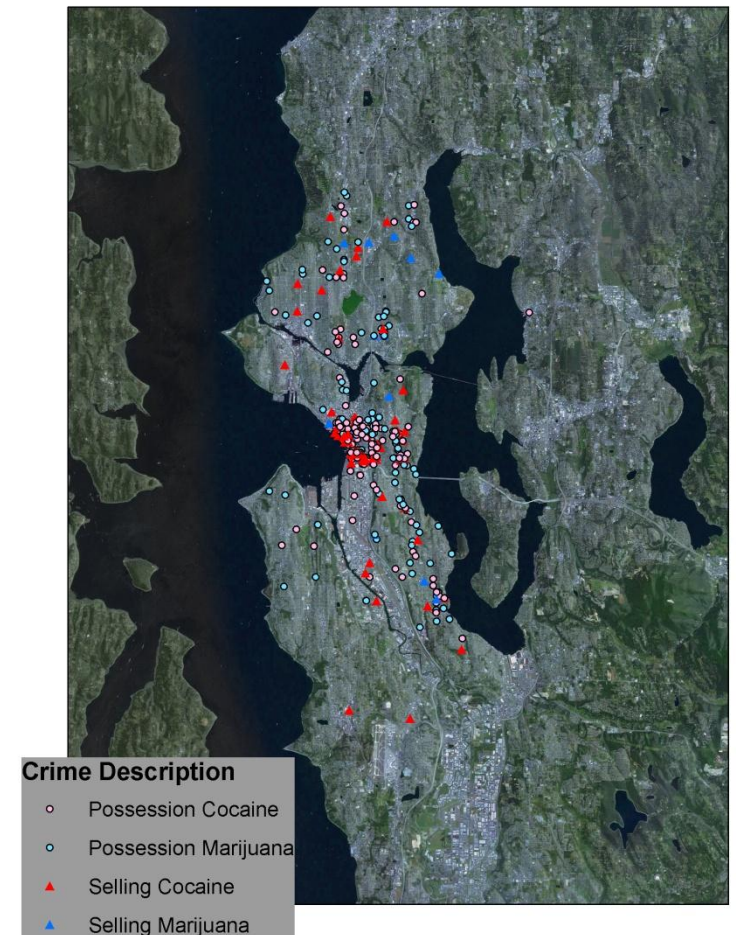 Crime Description
Possession Cocaine
Possession Marijuana
Selling Cocaine
Selling Marijuana